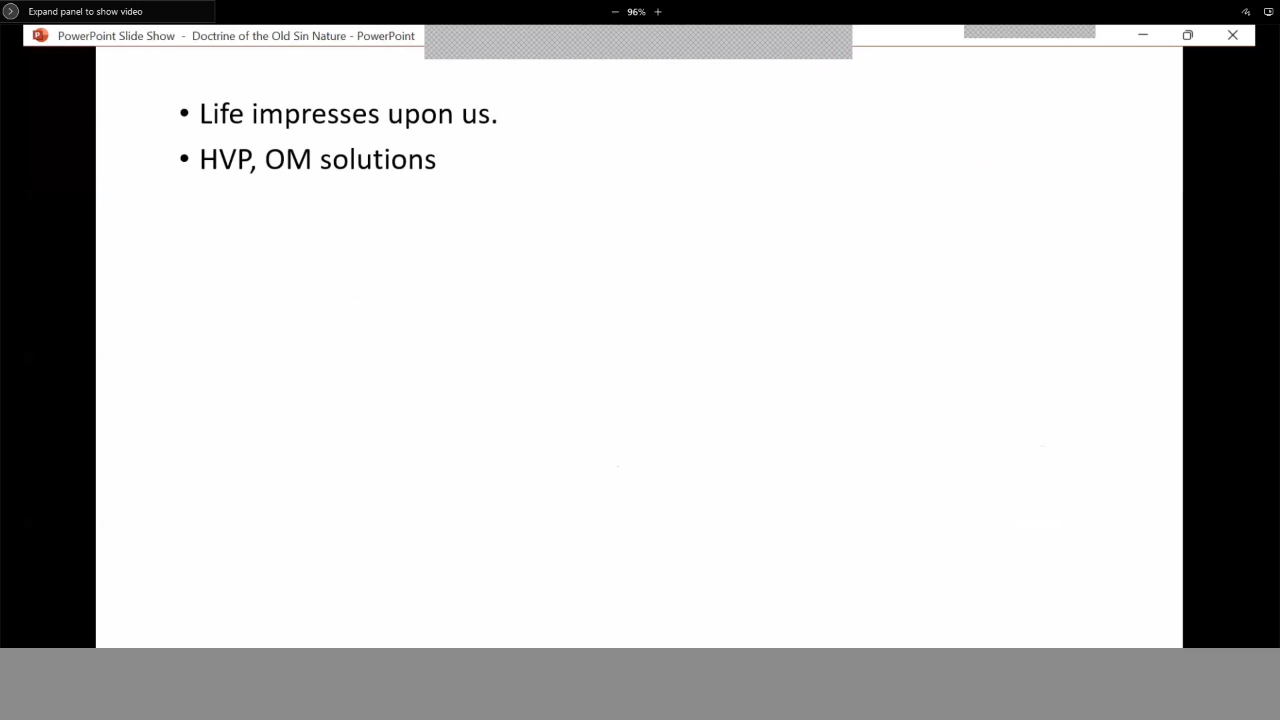 Expand panel to show video
− 96% +
PowerPoint Slide Show - Doctrine of the Old Sin Nature - PowerPoint
• Life impresses upon us.
• HVP, OM solutions